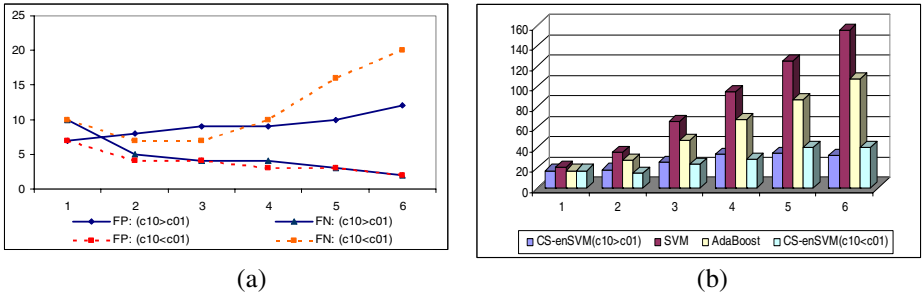 25
20
15
10
5
0
1 2 3 4 5 6
FP: (c10>c01) FN: (c10>c01)
FP: (c10<c01) FN: (c10<c01)
(a)
160
140
120
100
80
60
40
20
0
1 2 3 4 5 6
CS-enSVM(c10>c01) SVM AdaBoost CS-enSVM(c10<c01)
(b)